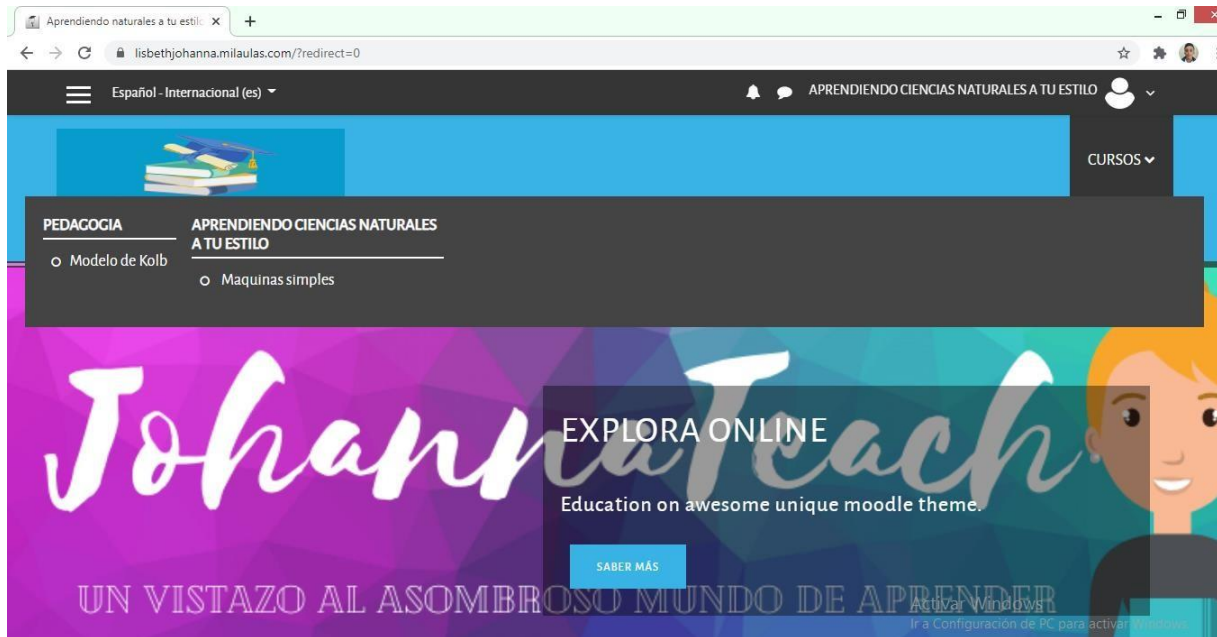 Aprendiendo naturales a tu estilo
lisbethjohanna.milaulas.com/?redirect=0
Español - Internacional (es)
APRENDIENDO CIENCIAS NATURALES A TU ESTILO
CURSOS
PEDAGOGIA
Modelo de Kolb
APRENDIENDO CIENCIAS NATURALES
A TU ESTILO
Maquinas simples
JohannaTeach
EXPLORA ONLINE
Education on awesome unique moodle theme.
SABER MÁS
UN VISTAZO AL ASOMBROSO MUNDO DE APRENDER
Activar Windows
Ir a Configuración de PC para activar Windows.